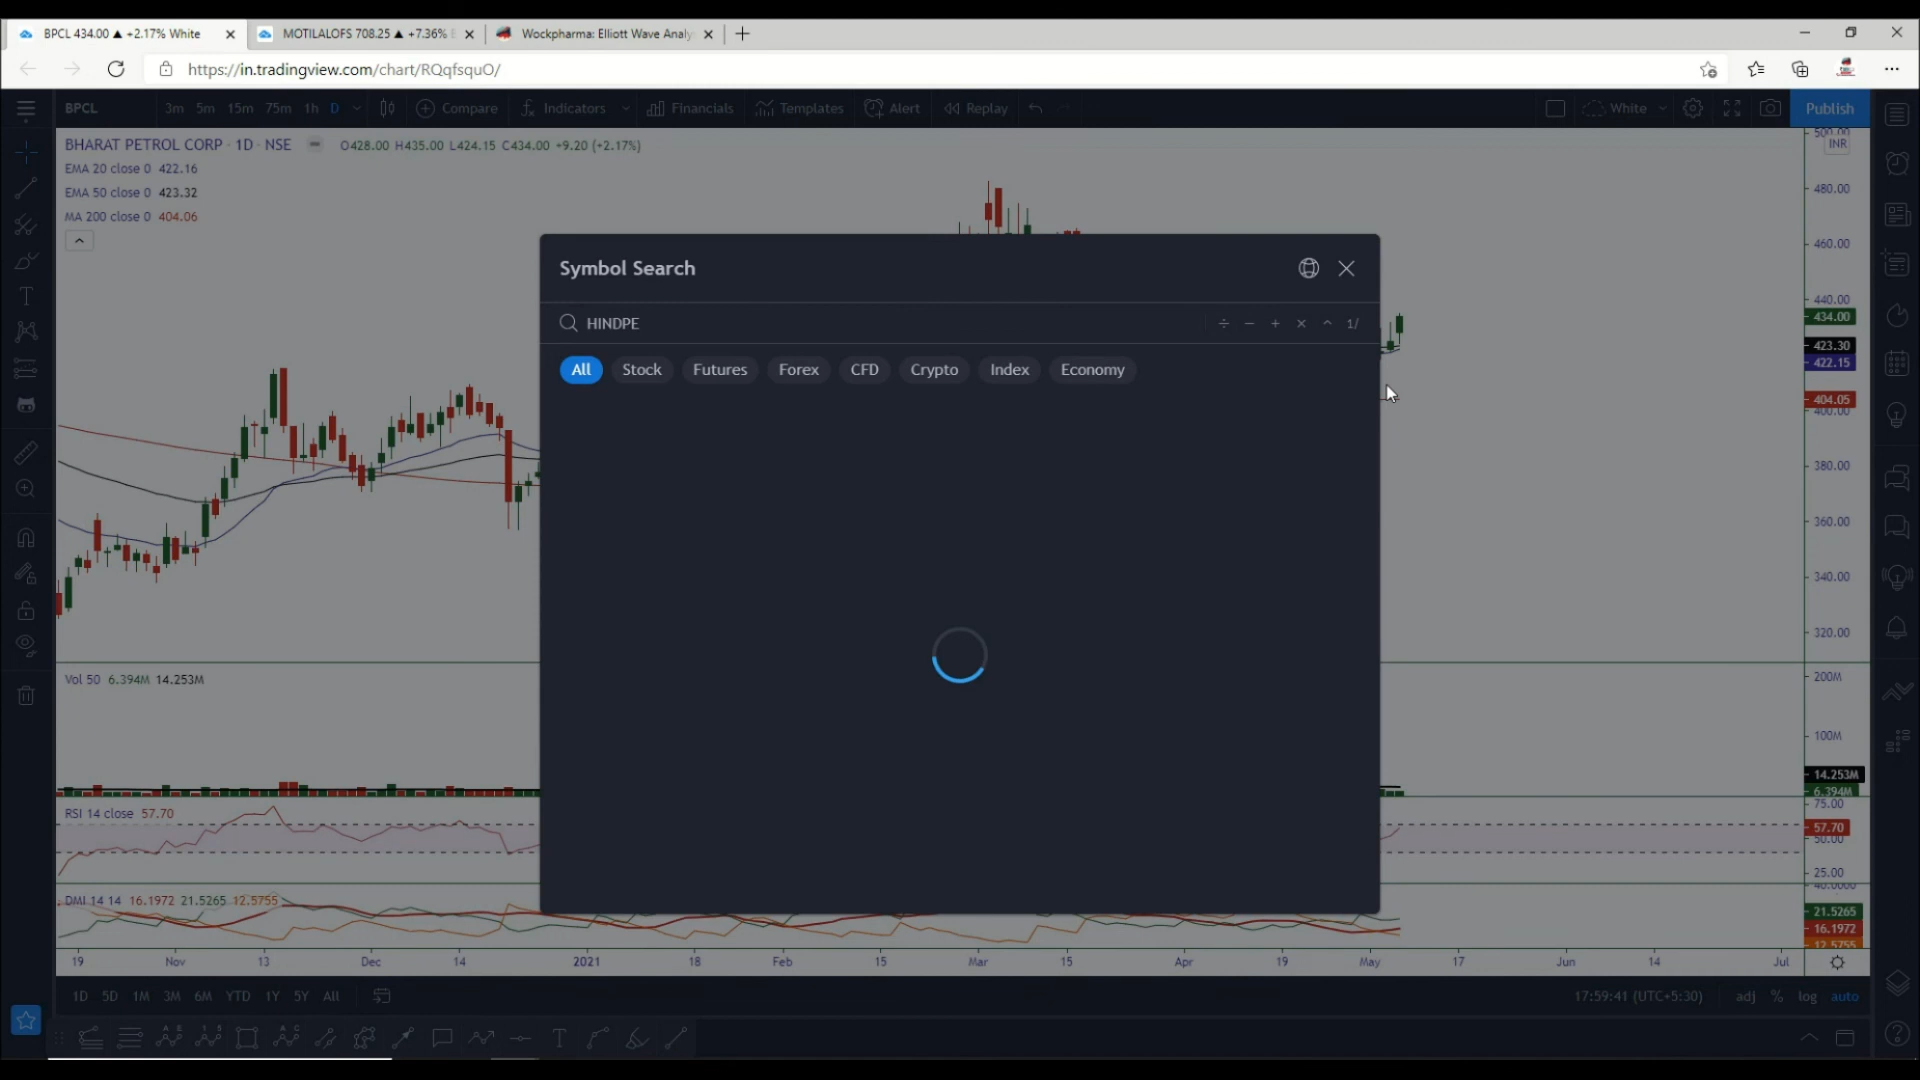 BPCL 434.00 ▲ +2.17% White
MOTILALOFS 708.25 ▲ +7.36%
Wockpharma: Elliott Wave Analy
https://in.tradingview.com/chart/RQqfsquO/
BPCL 3m 5m 15m 75m 1h D Compare Indicators Financials Templates Alert Replay White Publish
BHARAT PETROL CORP · 1D · NSE O428.00 H435.00 L424.15 C434.00 +9.20 (+2.17%)
EMA 20 close 0 422.16
EMA 50 close 0 423.32
MA 200 close 0 404.06
Symbol Search
HINDPE ÷ − + × ^ 1/
All Stock Futures Forex CFD Crypto Index Economy
500.00
INR
480.00
460.00
440.00
434.00
423.30
422.15
404.05
400.00
380.00
360.00
340.00
320.00
Vol 50 6.394M 14.253M
200M
100M
14.253M
6.394M
RSI 14 close 57.70
75.00
57.70
50.00
25.00
DMI 14 14 16.1972 21.5265 12.5755
40.0000
21.5265
16.1972
12.5755
19 Nov 13 Dec 14 2021 18 Feb 15 Mar 15 Apr 19 May 17 Jun 14 Jul
1D 5D 1M 3M 6M YTD 1Y 5Y All 17:59:41 (UTC+5:30) adj % log auto